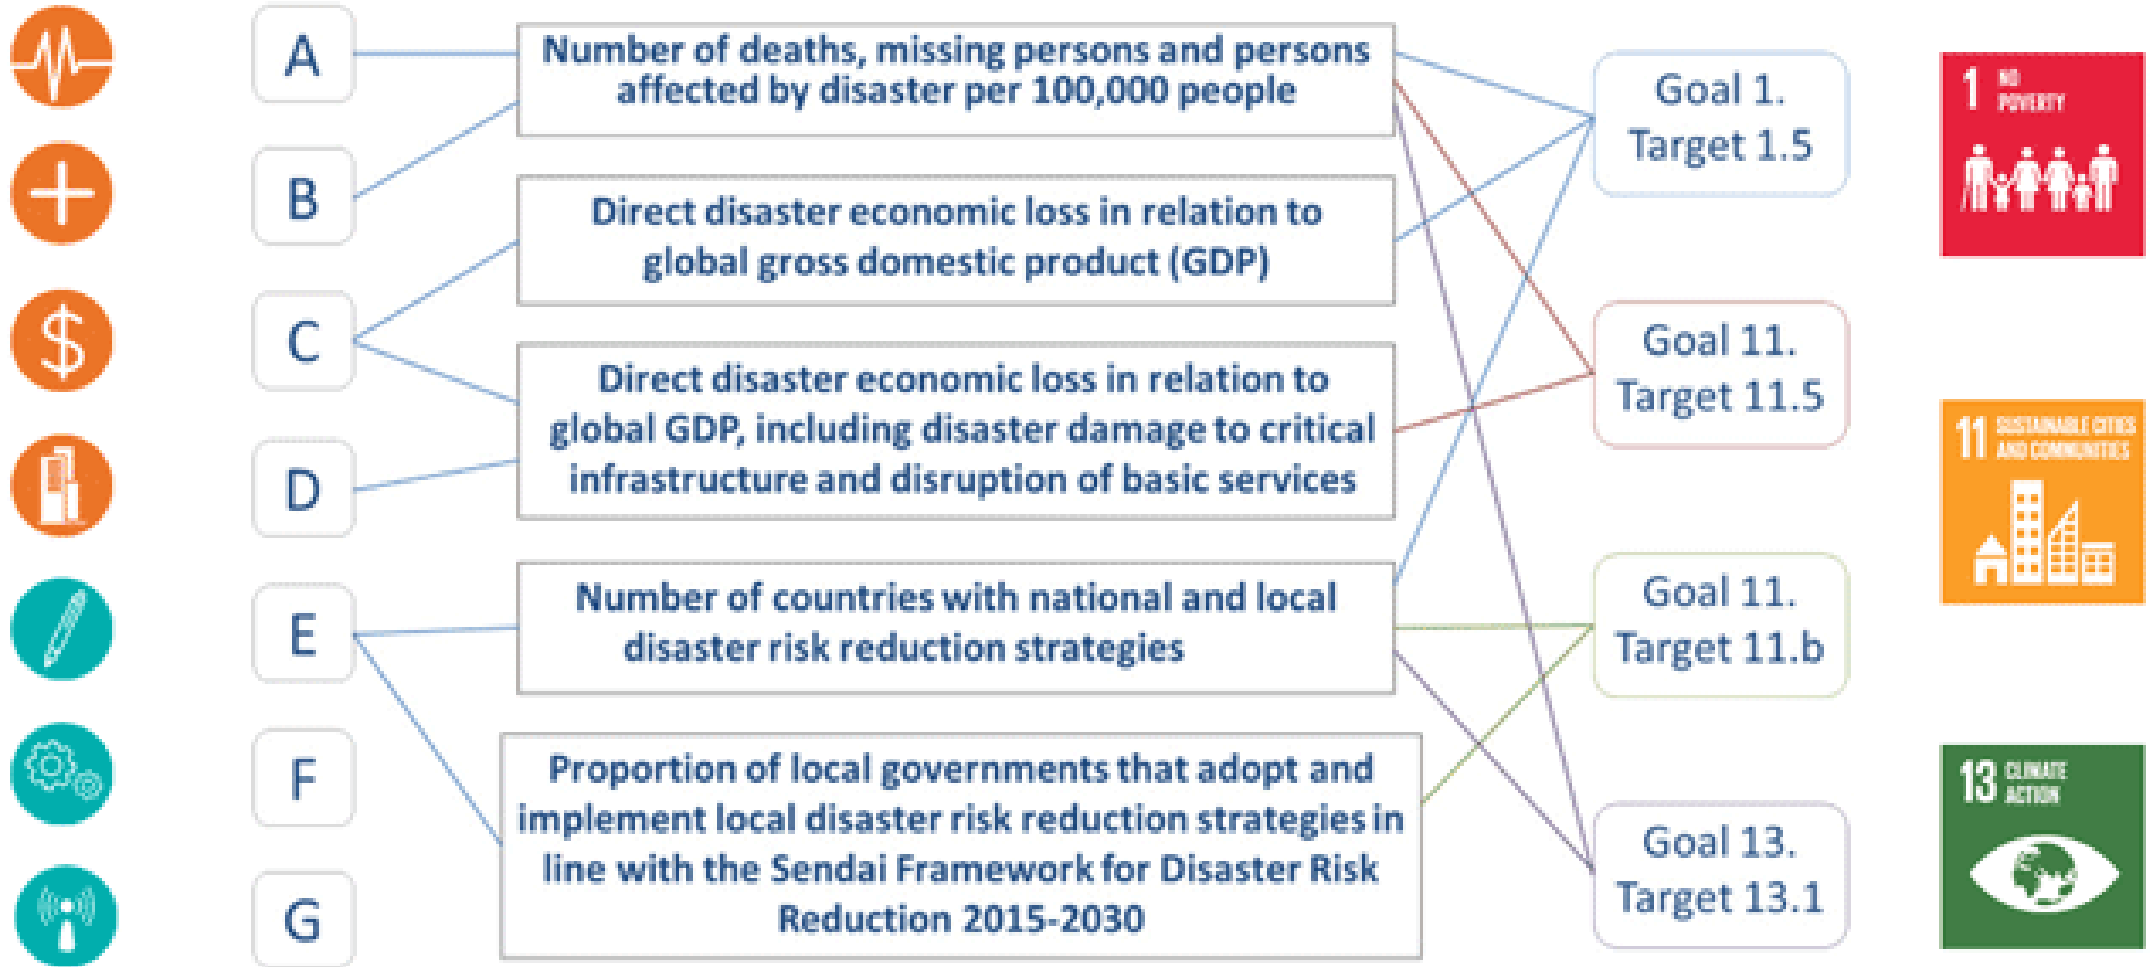 A
B
C
D
E
F
G
Number of deaths, missing persons and persons
affected by disaster per 100,000 people
Direct disaster economic loss in relation to
global gross domestic product (GDP)
Direct disaster economic loss in relation to
global GDP, including disaster damage to critical
infrastructure and disruption of basic services
Number of countries with national and local
disaster risk reduction strategies
Proportion of local governments that adopt and
implement local disaster risk reduction strategies in
line with the Sendai Framework for Disaster Risk
Reduction 2015-2030
Goal 1.
Target 1.5
Goal 11.
Target 11.5
Goal 11.
Target 11.b
Goal 13.
Target 13.1
1 NO
POVERTY
11 SUSTAINABLE CITIES
AND COMMUNITIES
13 CLIMATE
ACTION